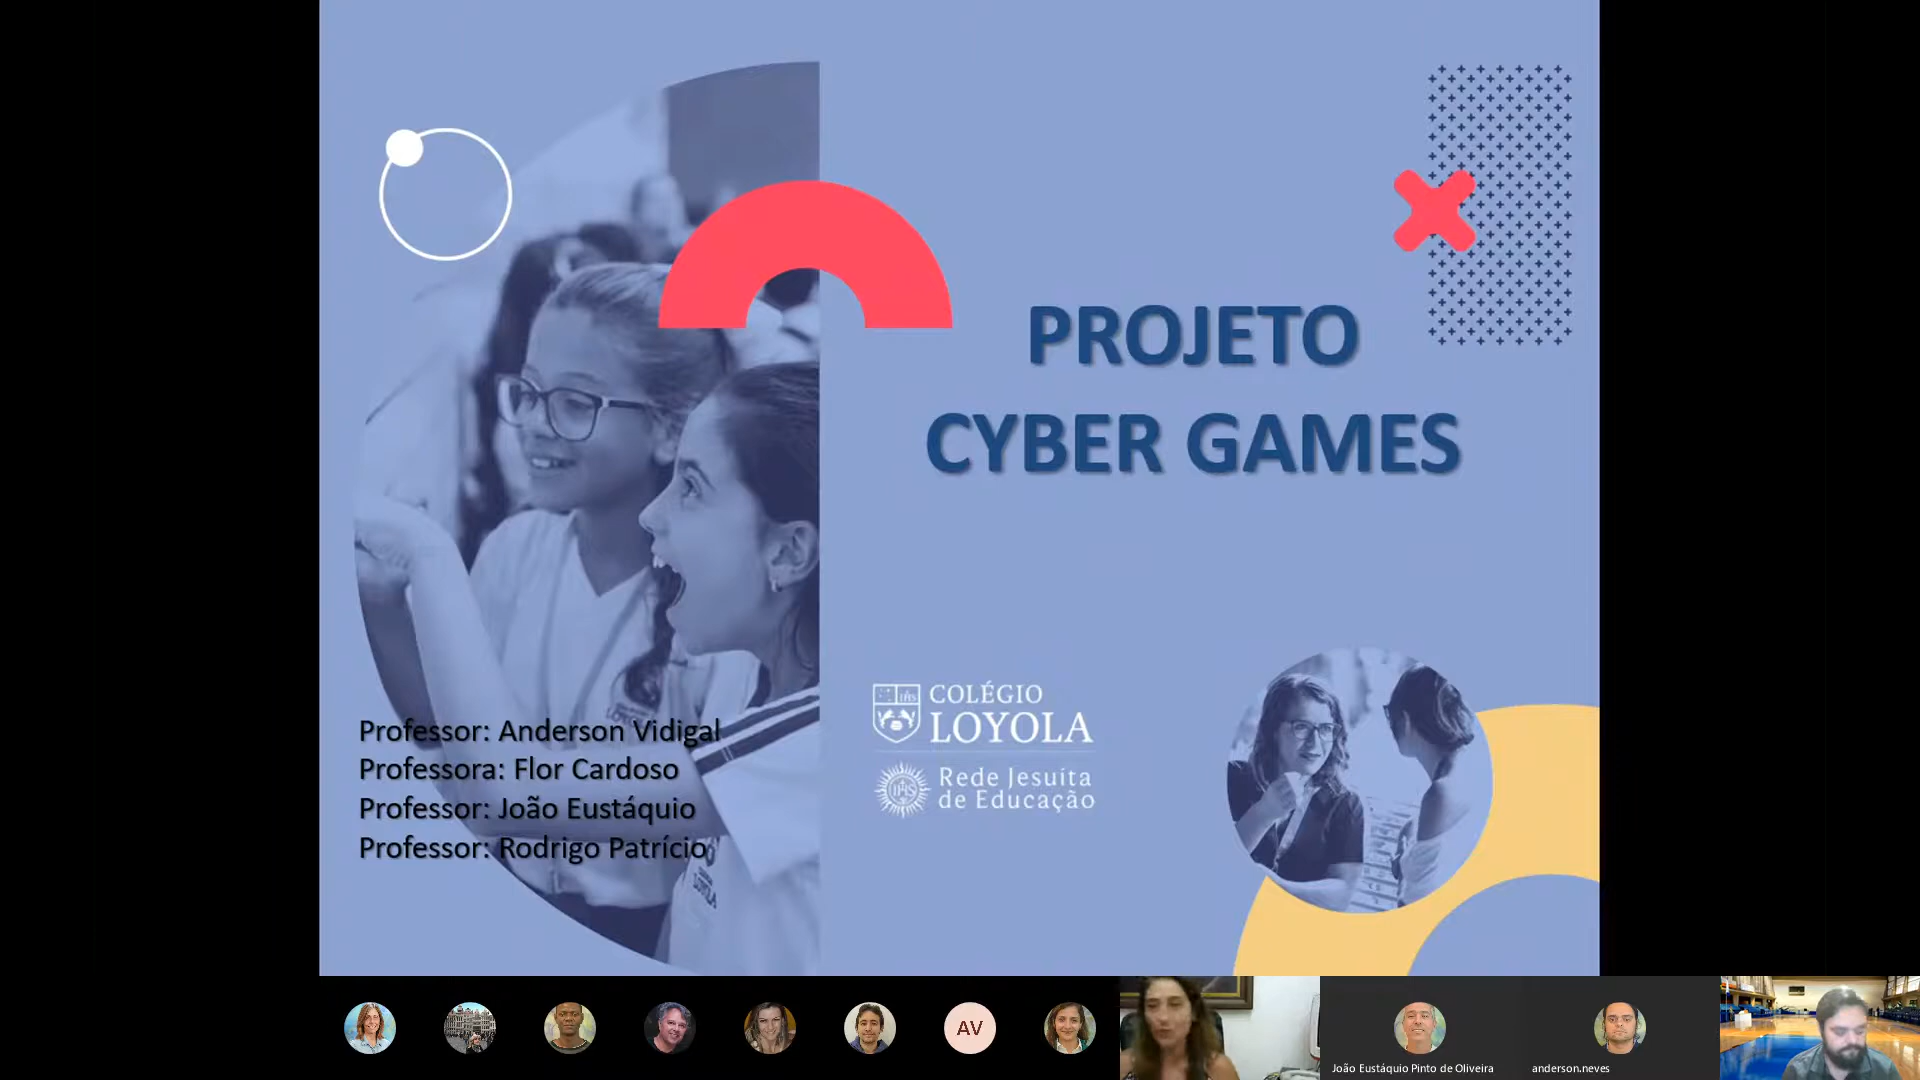 PROJETO
CYBER GAMES
Professor: Anderson Vidigal
Professora: Flor Cardoso
Professor: João Eustáquio
Professor: Rodrigo Patrício
COLÉGIO
LOYOLA
Rede Jesuíta
de Educação
AV
João Eustáquio Pinto de Oliveira
anderson.neves